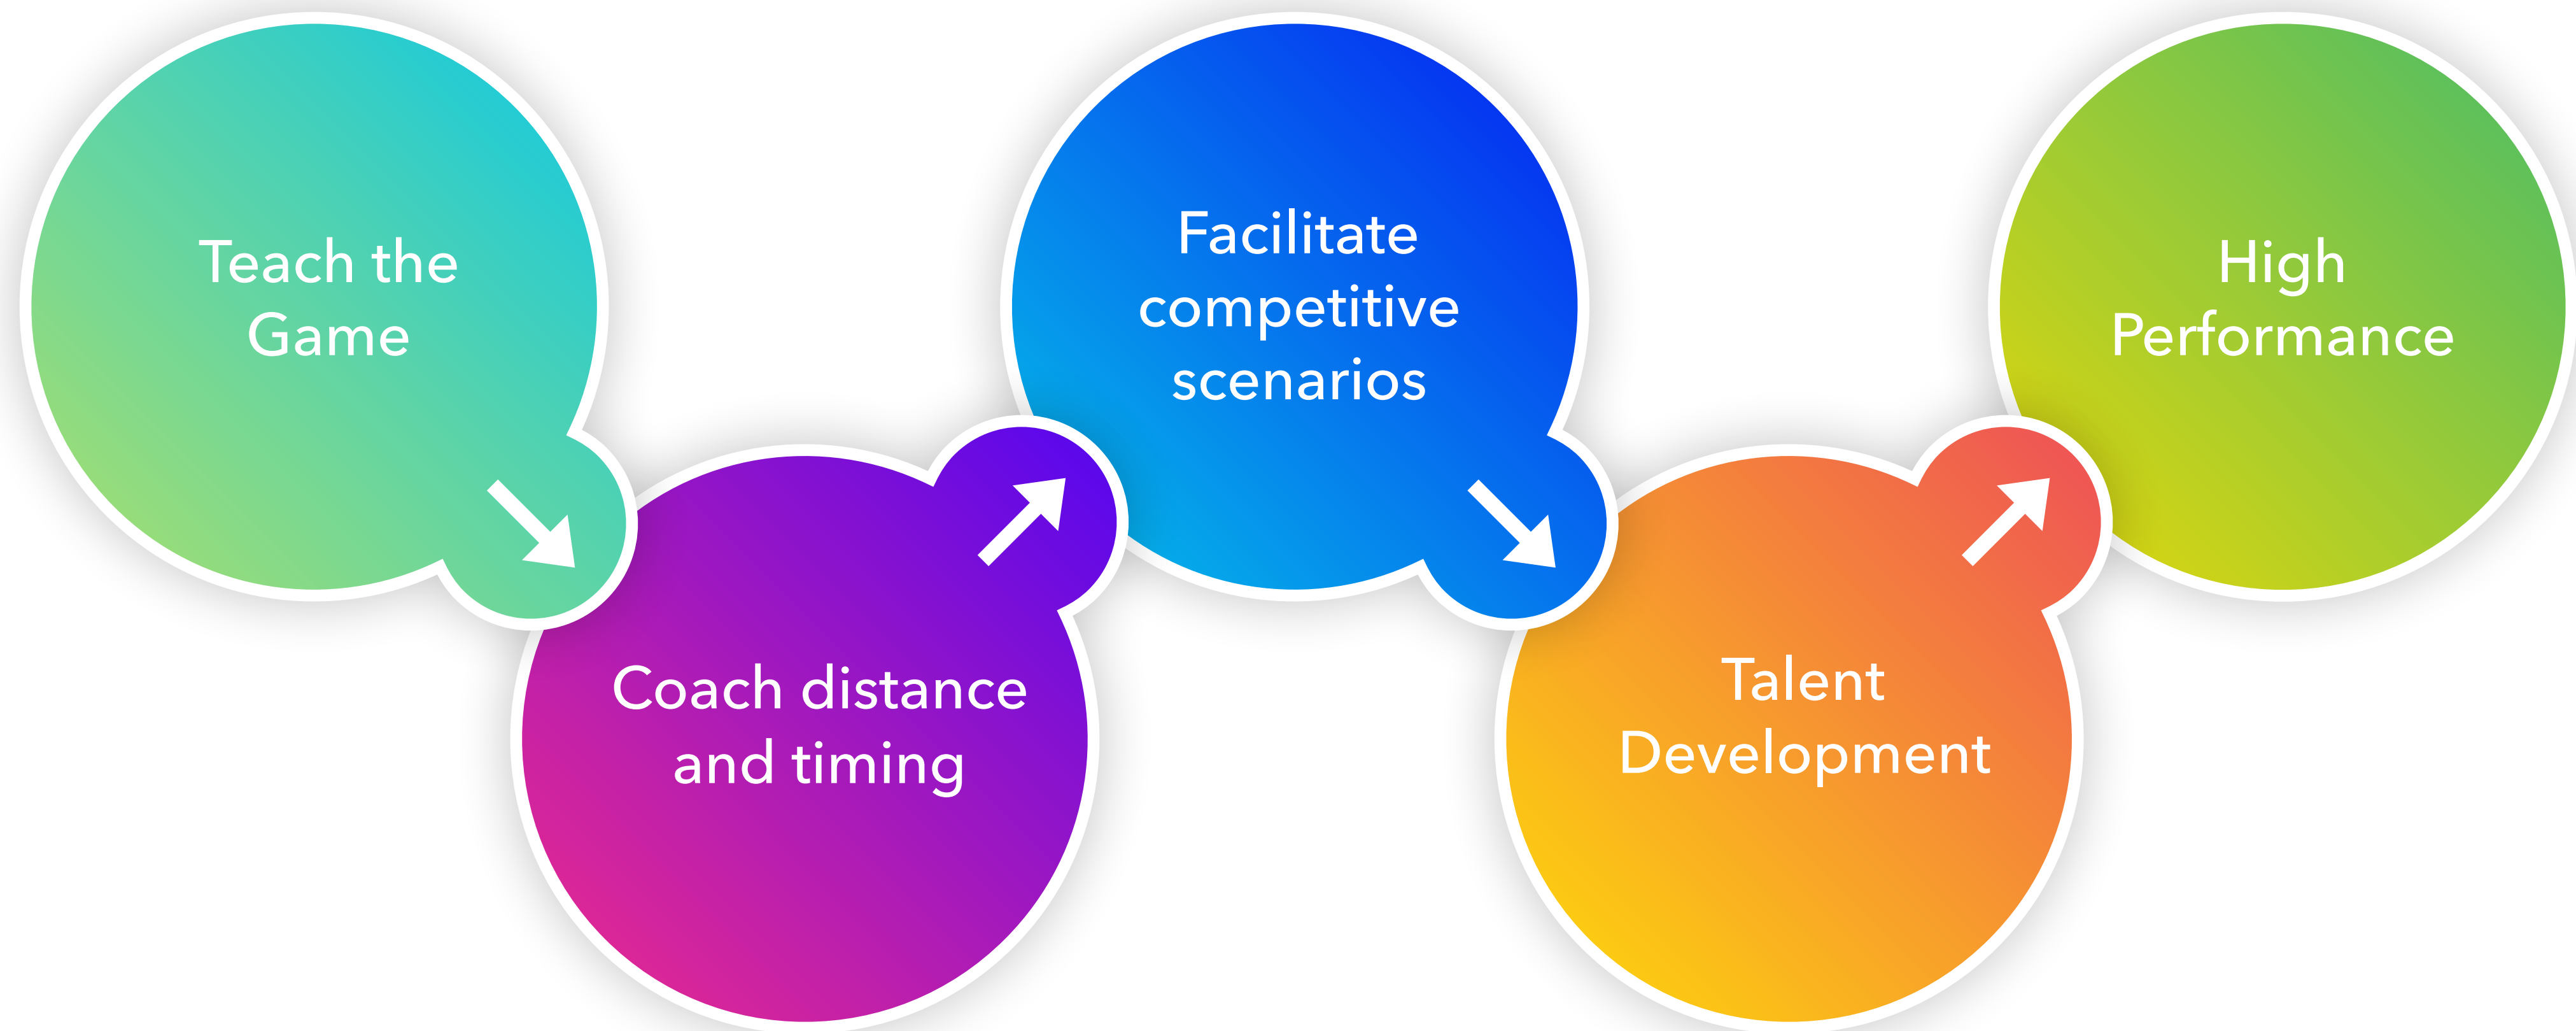 Teach the
Game
Coach distance
and timing
Facilitate
competitive
scenarios
Talent
Development
High
Performance